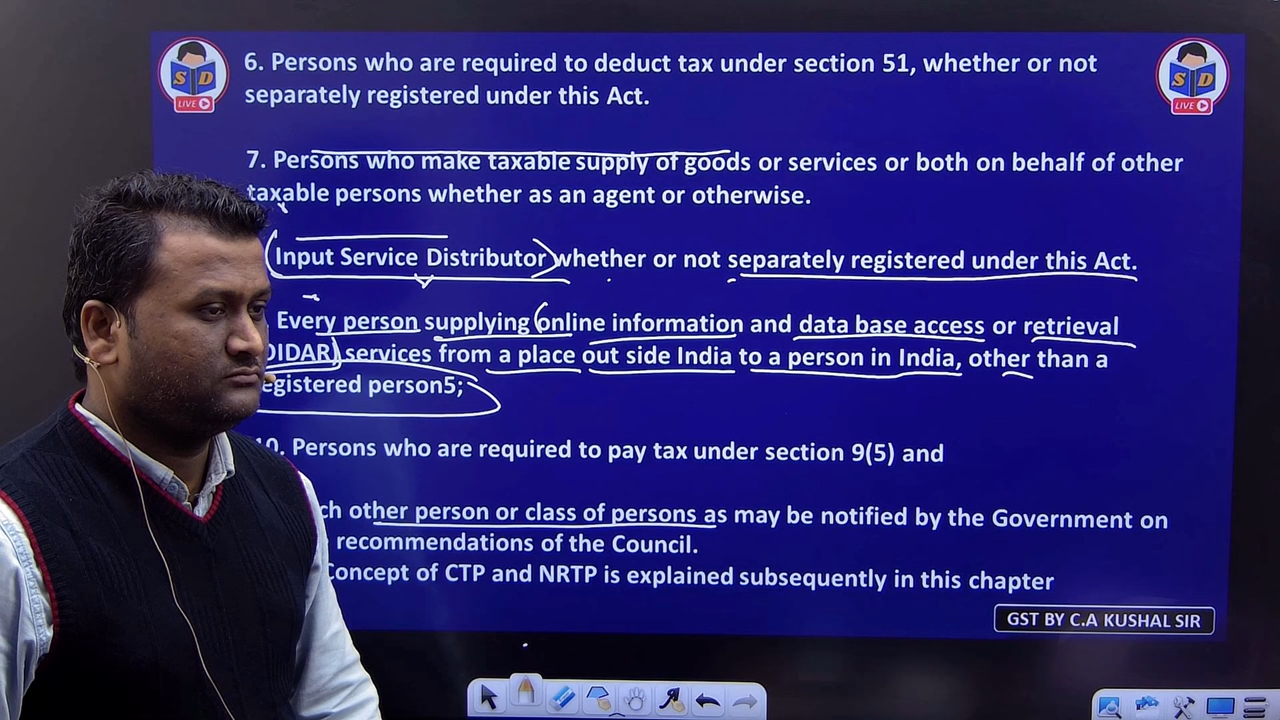 S D
LIVE
S D
LIVE
6. Persons who are required to deduct tax under section 51, whether or not
separately registered under this Act.
7. Persons who make taxable supply of goods or services or both on behalf of other
taxable persons whether as an agent or otherwise.
Input Service Distributor whether or not separately registered under this Act.
Every person supplying online information and data base access or retrieval
OIDAR) services from a place out side India to a person in India, other than a
egistered person5;
10. Persons who are required to pay tax under section 9(5) and
ch other person or class of persons as may be notified by the Government on
recommendations of the Council.
Concept of CTP and NRTP is explained subsequently in this chapter
GST BY C.A KUSHAL SIR